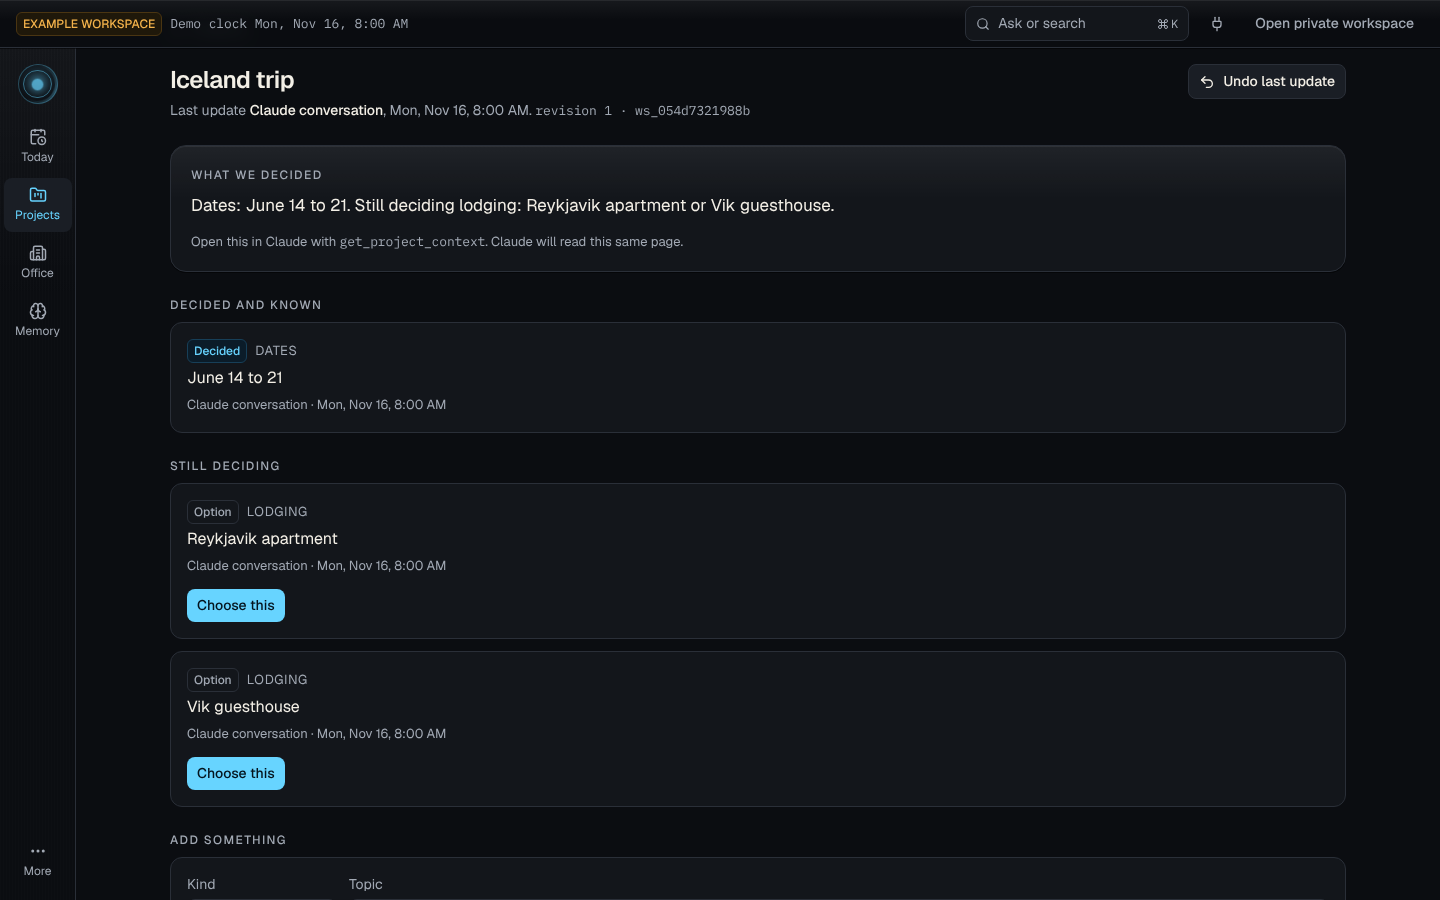 EXAMPLE WORKSPACE Demo clock Mon, Nov 16, 8:00 AM
Ask or search ⌘K
Open private workspace
Today
Projects
Office
Memory
More
Iceland trip
Undo last update
Last update Claude conversation, Mon, Nov 16, 8:00 AM. revision 1 · ws_054d7321988b
WHAT WE DECIDED
Dates: June 14 to 21. Still deciding lodging: Reykjavik apartment or Vik guesthouse.
Open this in Claude with get_project_context. Claude will read this same page.
DECIDED AND KNOWN
Decided DATES
June 14 to 21
Claude conversation · Mon, Nov 16, 8:00 AM
STILL DECIDING
Option LODGING
Reykjavik apartment
Claude conversation · Mon, Nov 16, 8:00 AM
Choose this
Option LODGING
Vik guesthouse
Claude conversation · Mon, Nov 16, 8:00 AM
Choose this
ADD SOMETHING
Kind Topic